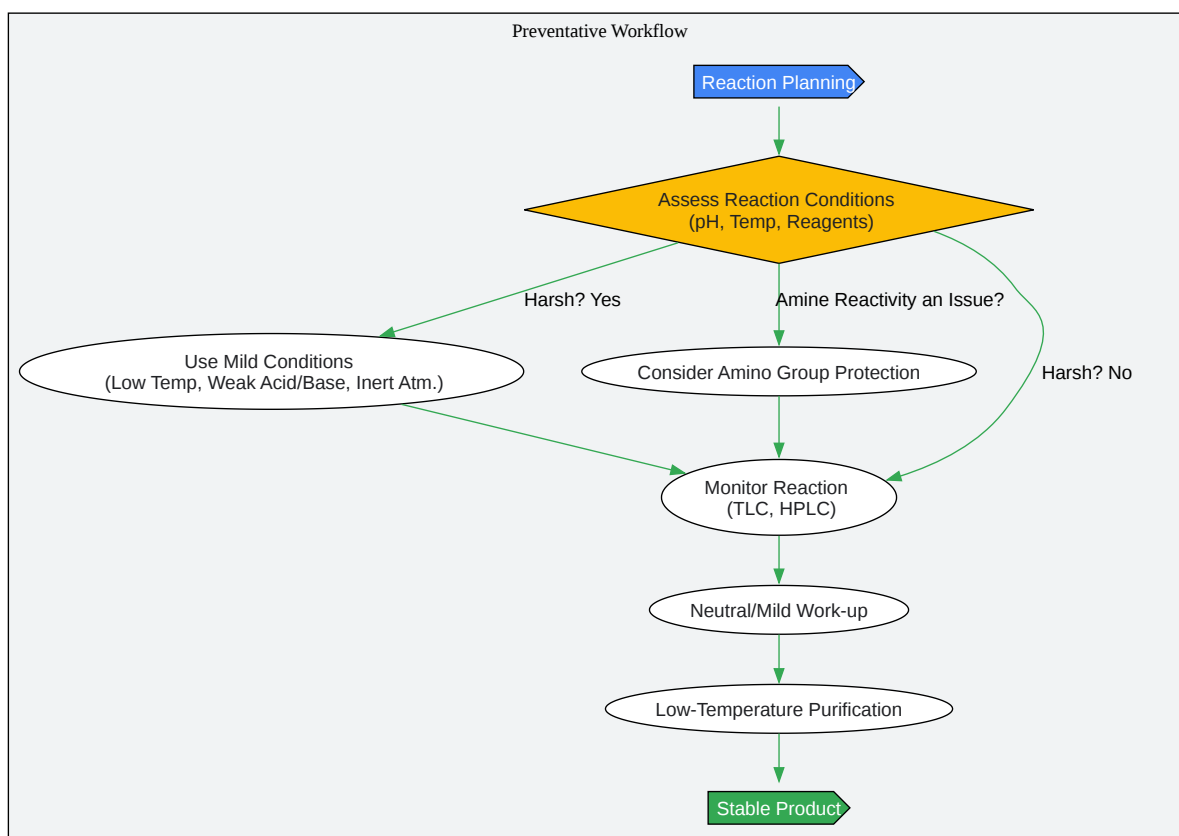 Preventative Workflow
Reaction Planning
Assess Reaction Conditions
(pH, Temp, Reagents)
Harsh? Yes
Amine Reactivity an Issue?
Use Mild Conditions
(Low Temp, Weak Acid/Base, Inert Atm.)
Consider Amino Group Protection
Harsh? No
Monitor Reaction
(TLC, HPLC)
Neutral/Mild Work-up
Low-Temperature Purification
Stable Product